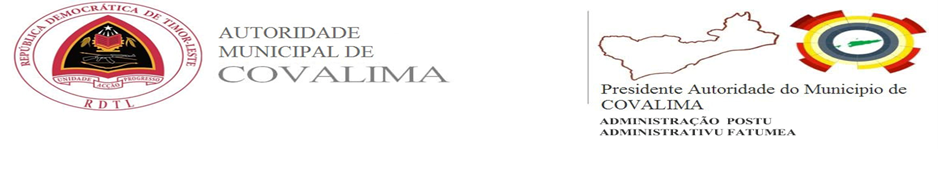 REPÚBLICA DEMOCRÁTICA DE TIMOR-LESTE
UNIDADE ACCÃO PROGRESSO
RDTL
AUTORIDADE
MUNICIPAL DE
COVALIMA
Presidente Autoridade do Municipio de
COVALIMA
ADMINISTRAÇÃO POSTU
ADMINISTRATIVU FATUMEA